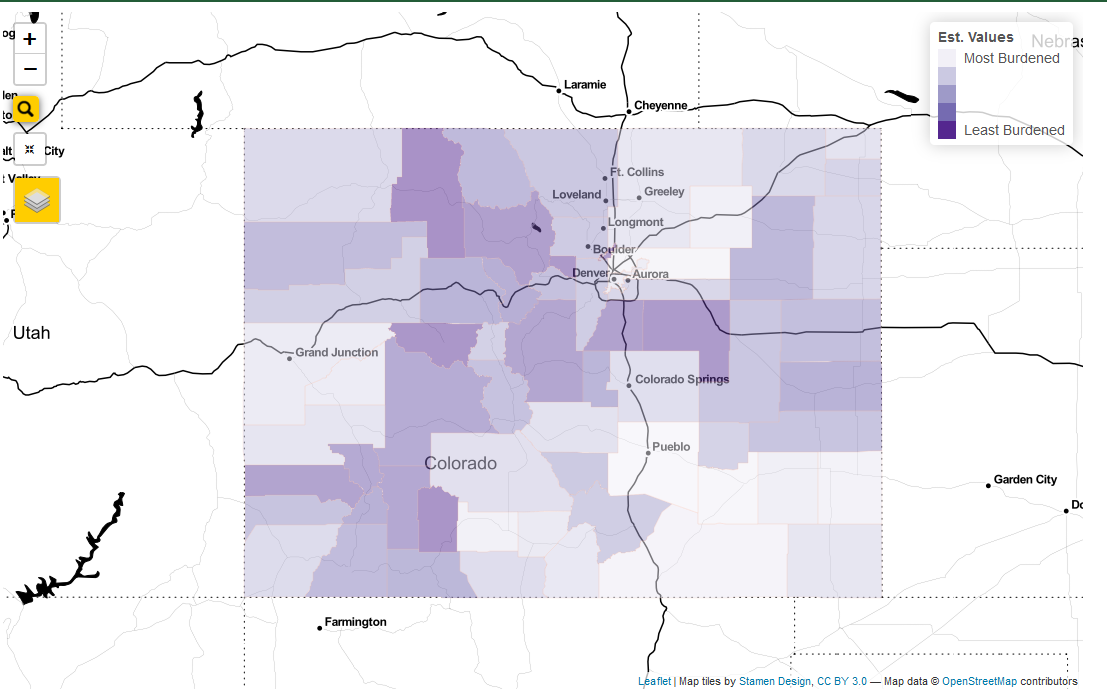 +
−
Est. Values
Most Burdened
Least Burdened
Nebras
Laramie
Cheyenne
City
t Valley
Ft. Collins
Loveland
Greeley
Longmont
Boulder
Denver
Aurora
Utah
Grand Junction
Colorado Springs
Pueblo
Colorado
Garden City
Do
Farmington
Leaflet | Map tiles by Stamen Design, CC BY 3.0 — Map data © OpenStreetMap contributors